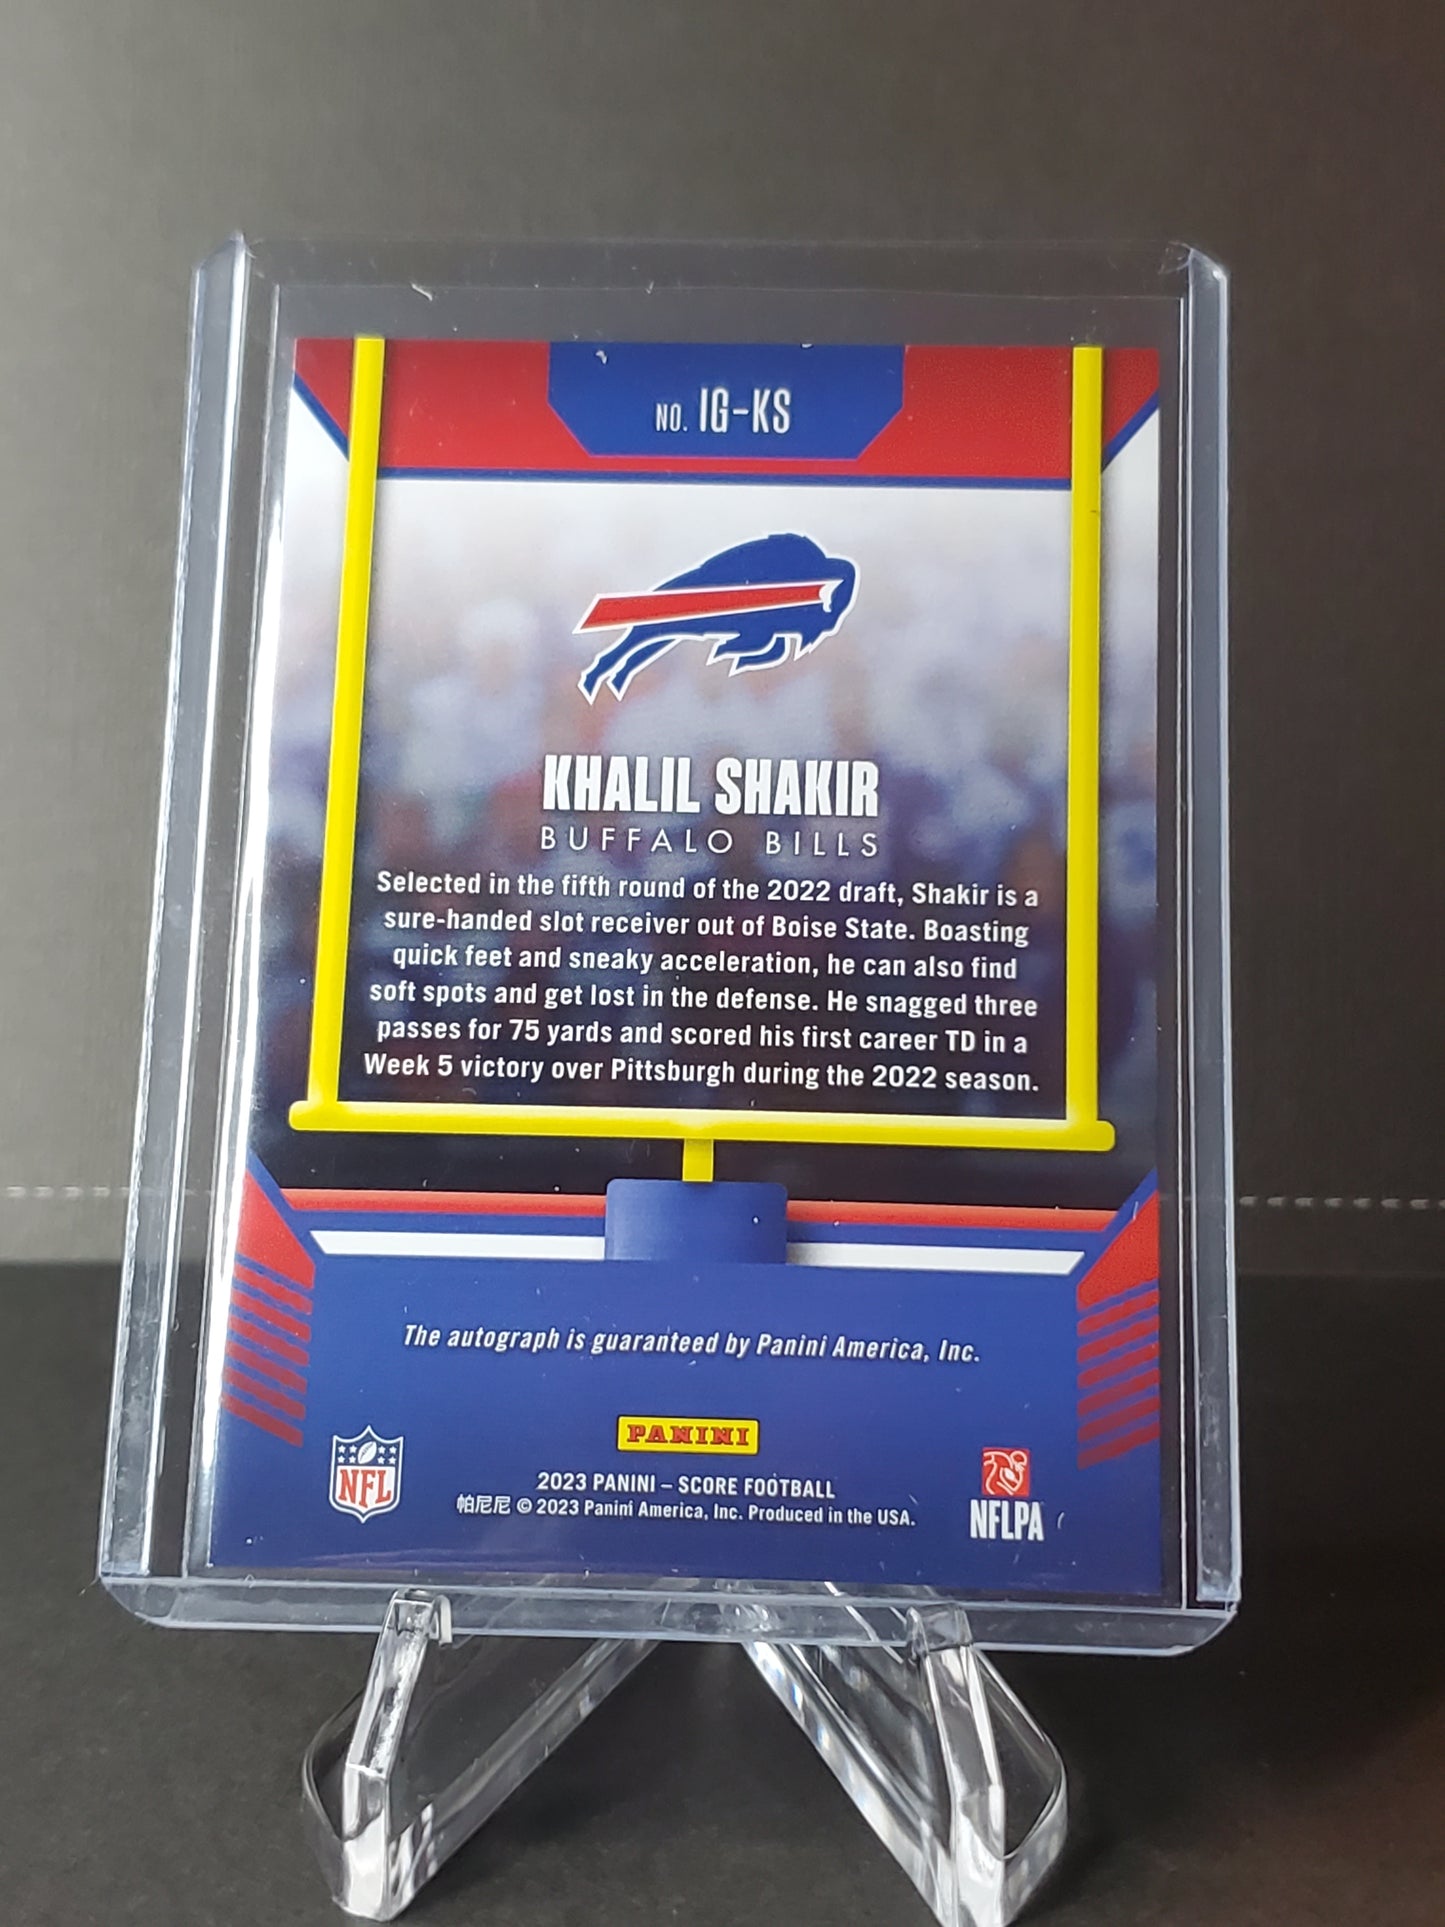 NO. IG-KS
KHALIL SHAKIR
BUFFALO BILLS
Selected in the fifth round of the 2022 draft, Shakir is a
sure-handed slot receiver out of Boise State. Boasting
quick feet and sneaky acceleration, he can also find
soft spots and get lost in the defense. He snagged three
passes for 75 yards and scored his first career TD in a
Week 5 victory over Pittsburgh during the 2022 season.
The autograph is guaranteed by Panini America, Inc.
PANINI
NFL
2023 PANINI – SCORE FOOTBALL
帕尼尼 © 2023 Panini America, Inc. Produced in the USA.
NFLPA